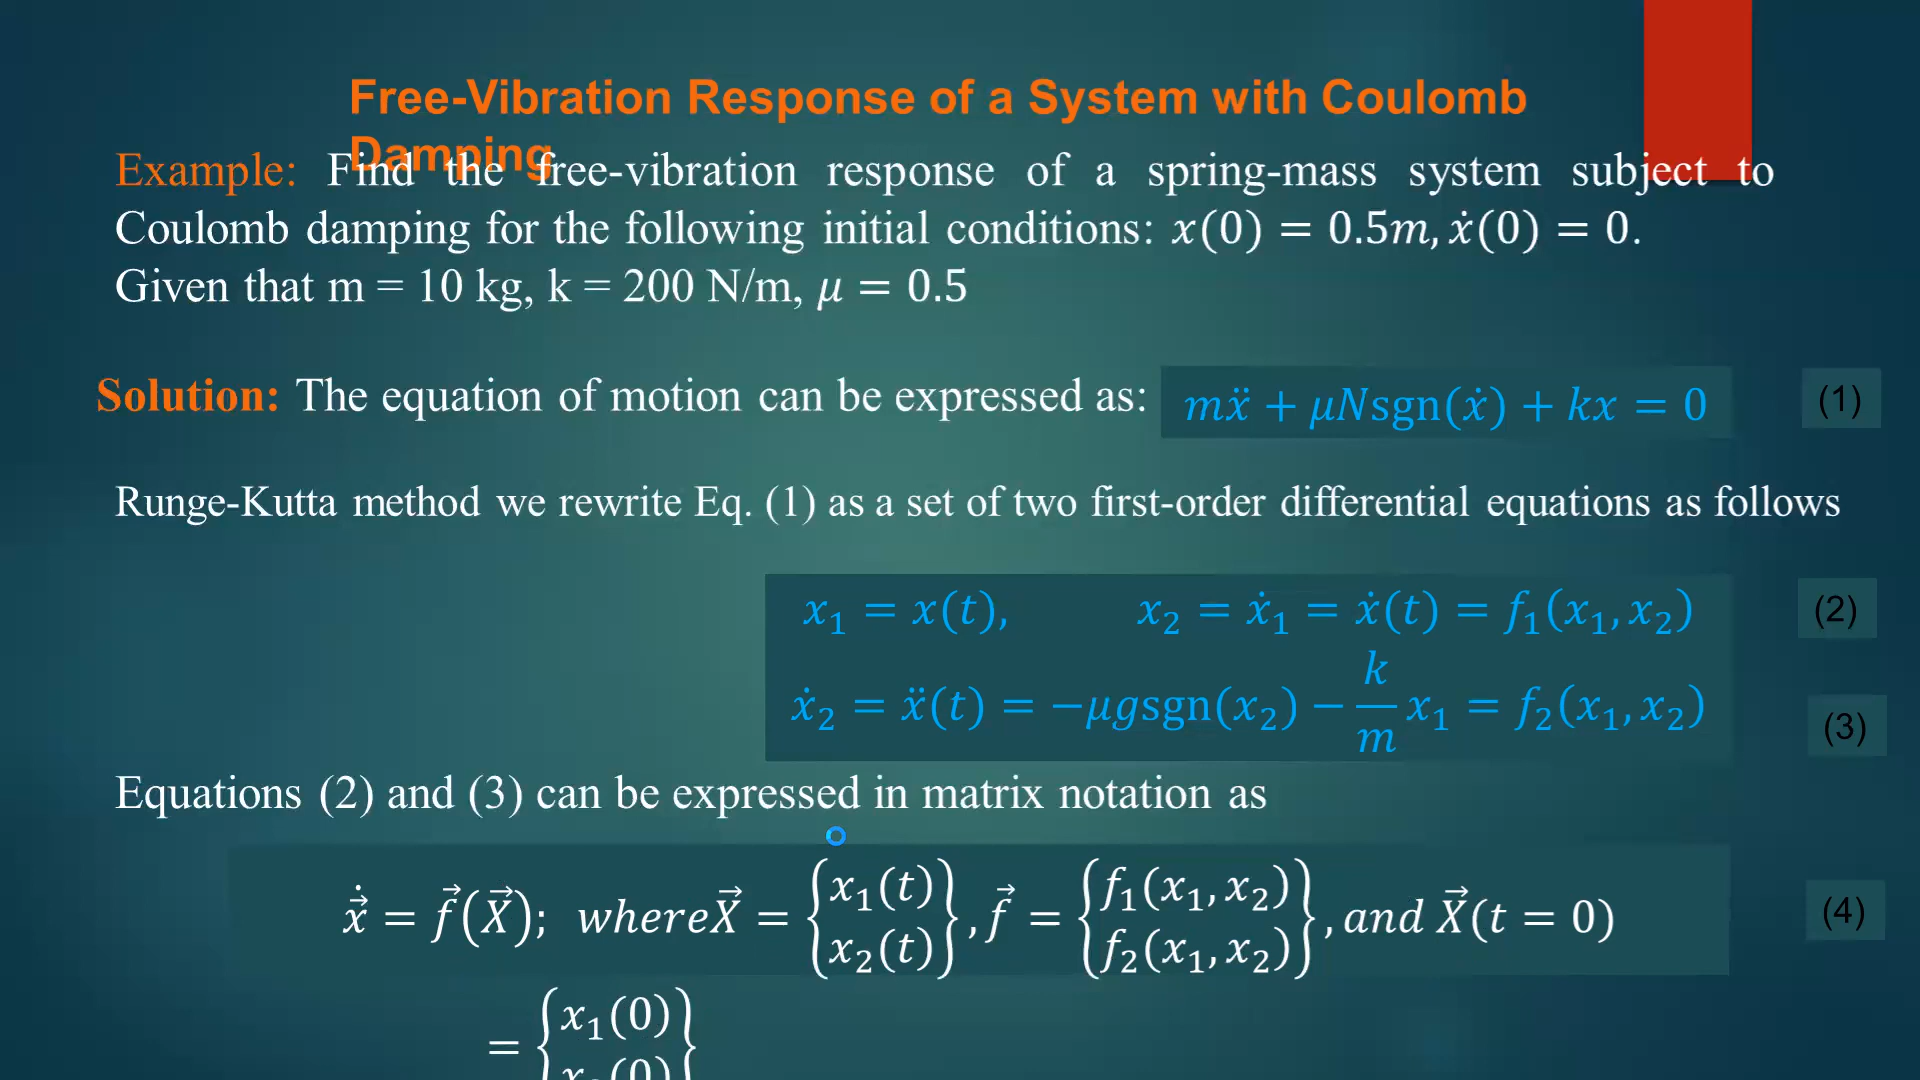 Free-Vibration Response of a System with Coulomb
Damping
Example: Find the free-vibration response of a spring-mass system subject to
Coulomb damping for the following initial conditions: x(0) = 0.5m, ẋ(0) = 0.
Given that m = 10 kg, k = 200 N/m, μ = 0.5
Solution: The equation of motion can be expressed as: mẍ + μNsgn(ẋ) + kx = 0 (1)
Runge-Kutta method we rewrite Eq. (1) as a set of two first-order differential equations as follows
x₁ = x(t), x₂ = ẋ₁ = ẋ(t) = f₁(x₁, x₂) (2)
ẋ₂ = ẍ(t) = −μgsgn(x₂) − k/m x₁ = f₂(x₁, x₂) (3)
Equations (2) and (3) can be expressed in matrix notation as
x⃗̇ = f⃗(X⃗); where X⃗ = {x₁(t) x₂(t)}, f⃗ = {f₁(x₁, x₂) f₂(x₁, x₂)}, and X⃗(t = 0) (4)
= {x₁(0) x₂(0)}